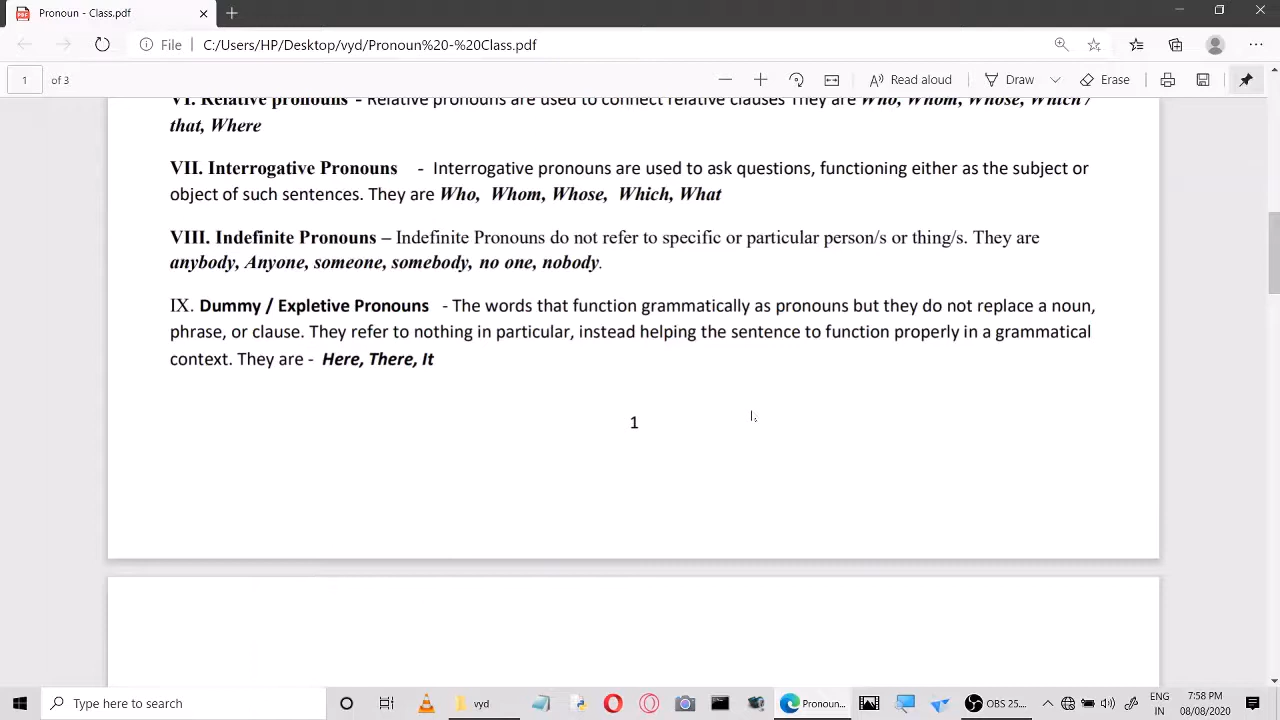 Pronoun - Class.pdf
File
C:/Users/HP/Desktop/vyd/Pronoun%20-%20Class.pdf
1 of 3
Read aloud
Draw
Erase
VI. Relative pronouns - Relative pronouns are used to connect relative clauses They are Who, Whom, Whose, Which /
that, Where
VII. Interrogative Pronouns - Interrogative pronouns are used to ask questions, functioning either as the subject or
object of such sentences. They are Who, Whom, Whose, Which, What
VIII. Indefinite Pronouns – Indefinite Pronouns do not refer to specific or particular person/s or thing/s. They are
anybody, Anyone, someone, somebody, no one, nobody.
IX. Dummy / Expletive Pronouns - The words that function grammatically as pronouns but they do not replace a noun,
phrase, or clause. They refer to nothing in particular, instead helping the sentence to function properly in a grammatical
context. They are - Here, There, It
1
Type here to search
vyd
Pronoun...
OBS 25....
ENG
IN
7:58 PM
08/08/2020